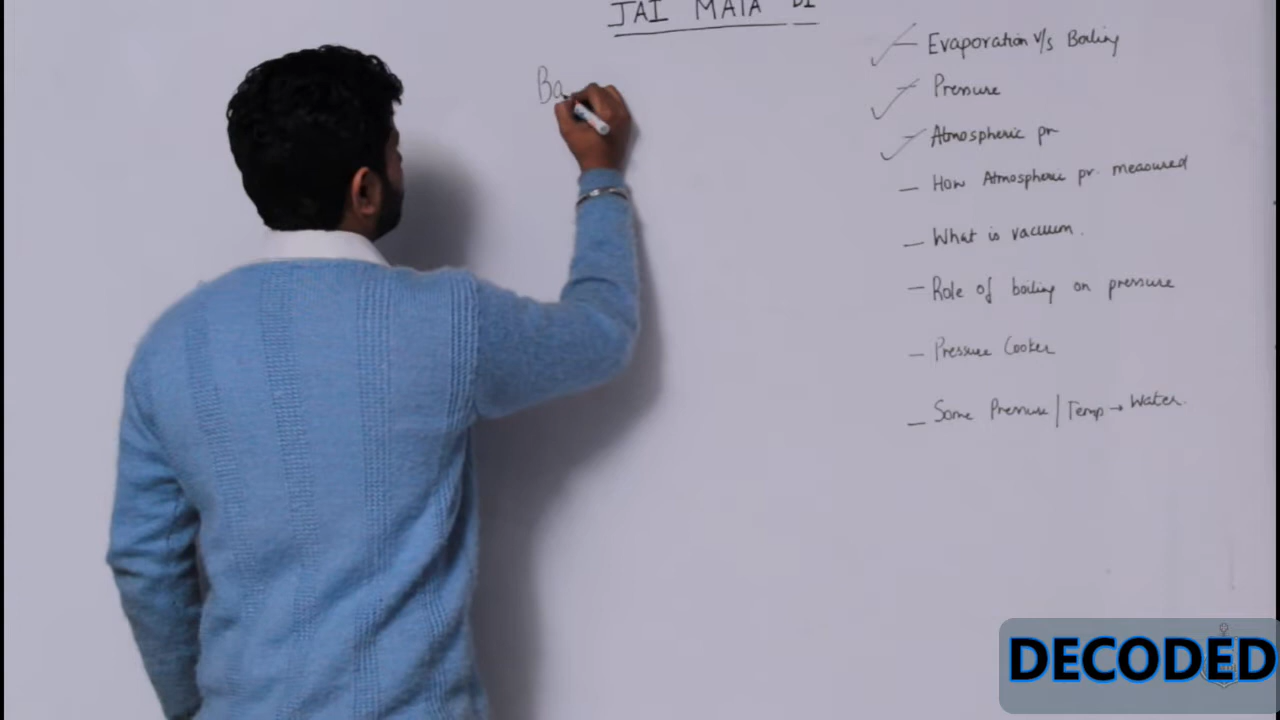 JAI MATA DI
Ba
Evaporation v/s Boiling
Pressure
Atmospheric pr
How Atmospheric pr. measured
What is vacuum.
Role of boiling on pressure
Pressure Cooker
Some Pressure / Temp → Water.
DECODED